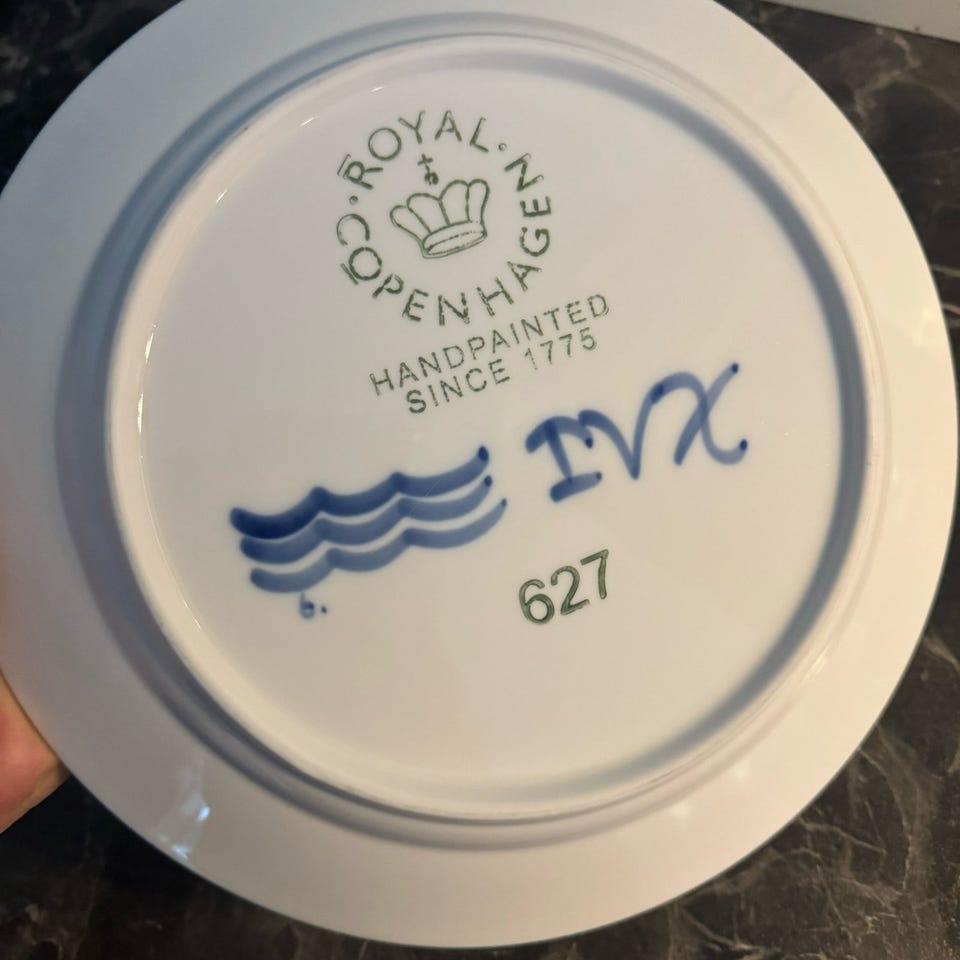 ROYAL · COPENHAGEN ·
HANDPAINTED
SINCE 1775
IVX
627